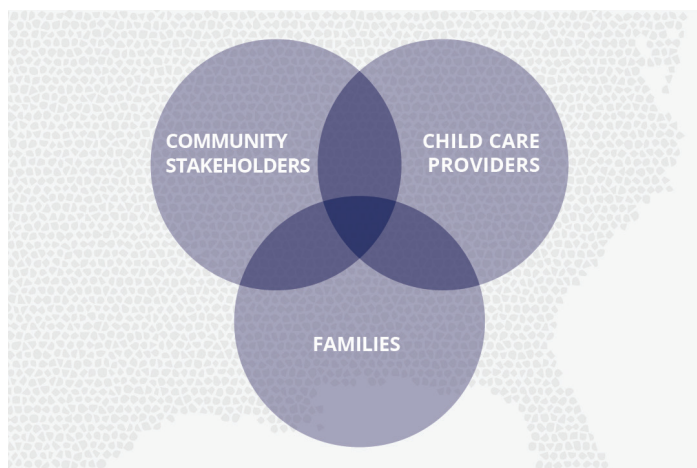 COMMUNITY
STAKEHOLDERS
CHILD CARE
PROVIDERS
FAMILIES